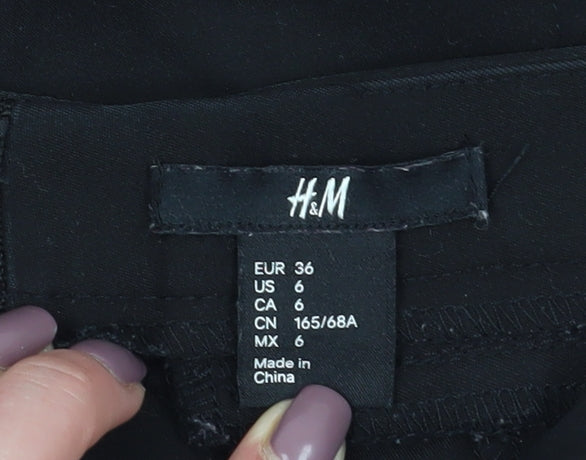 H&M
EUR 36
US 6
CA 6
CN 165/68A
MX 6
Made in
China